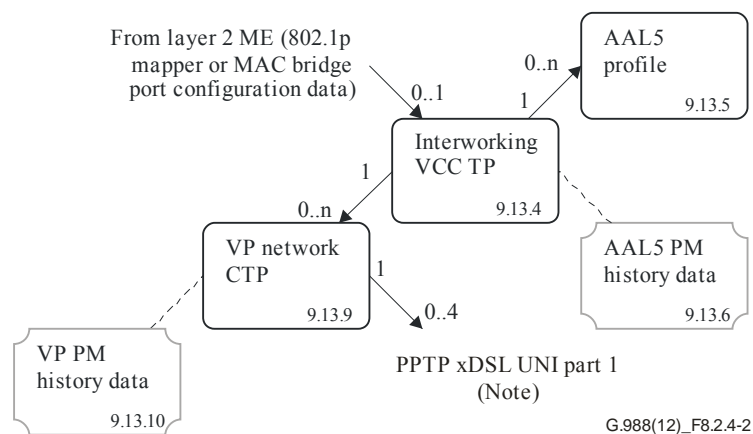 From layer 2 ME (802.1p
mapper or MAC bridge
port configuration data)
0..1
AAL5
profile
9.13.5
0..n
1
Interworking
VCC TP
9.13.4
1
0..n
VP network
CTP
9.13.9
1
0..4
AAL5 PM
history data
9.13.6
VP PM
history data
9.13.10
PPTP xDSL UNI part 1
(Note)
G.988(12)_F8.2.4-2